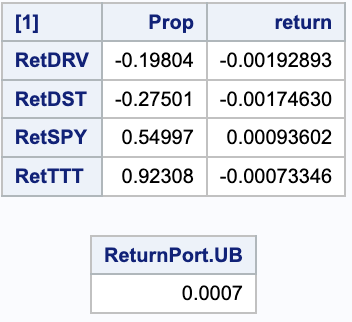 [1] Prop return
RetDRV -0.19804 -0.00192893
RetDST -0.27501 -0.00174630
RetSPY 0.54997 0.00093602
RetTTT 0.92308 -0.00073346
ReturnPort.UB
0.0007